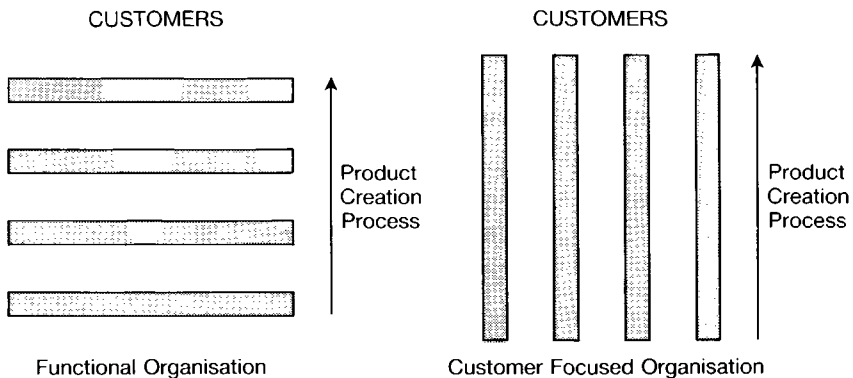 CUSTOMERS
Product
Creation
Process
Functional Organisation
CUSTOMERS
Product
Creation
Process
Customer Focused Organisation